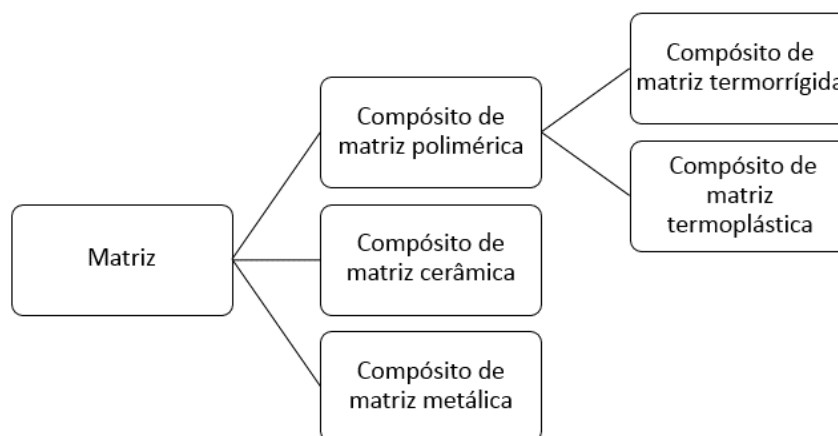 Matriz
Compósito de
matriz polimérica
Compósito de
matriz cerâmica
Compósito de
matriz metálica
Compósito de
matriz termorrígida
Compósito de
matriz
termoplástica